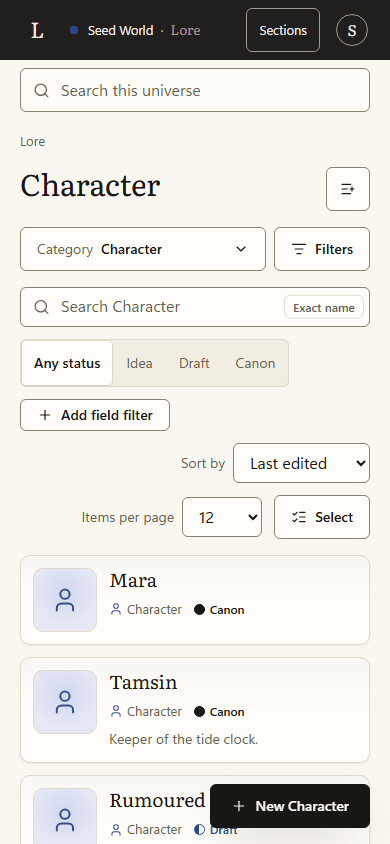 L Seed World · Lore Sections S
Search this universe
Lore
Character
Category Character Filters
Search Character Exact name
Any status Idea Draft Canon
Add field filter
Sort by Last edited
Items per page 12 Select
Mara
Character Canon
Tamsin
Character Canon
Keeper of the tide clock.
Rumoured
New Character
Character Draft